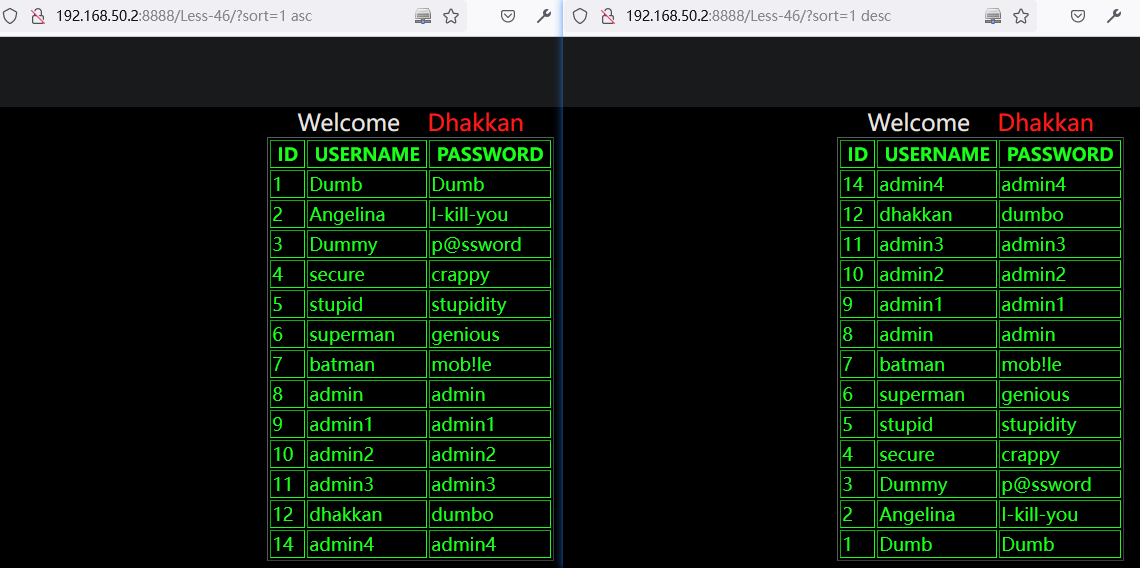 192.168.50.2:8888/Less-46/?sort=1 asc
Welcome Dhakkan
ID USERNAME PASSWORD
1 Dumb Dumb
2 Angelina I-kill-you
3 Dummy p@ssword
4 secure crappy
5 stupid stupidity
6 superman genious
7 batman mob!le
8 admin admin
9 admin1 admin1
10 admin2 admin2
11 admin3 admin3
12 dhakkan dumbo
14 admin4 admin4
192.168.50.2:8888/Less-46/?sort=1 desc
Welcome Dhakkan
ID USERNAME PASSWORD
14 admin4 admin4
12 dhakkan dumbo
11 admin3 admin3
10 admin2 admin2
9 admin1 admin1
8 admin admin
7 batman mob!le
6 superman genious
5 stupid stupidity
4 secure crappy
3 Dummy p@ssword
2 Angelina I-kill-you
1 Dumb Dumb